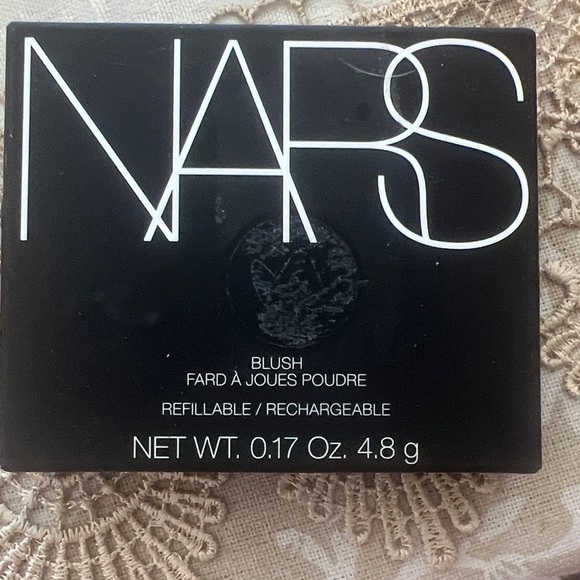 NARS
BLUSH
FARD À JOUES POUDRE
REFILLABLE / RECHARGEABLE
NET WT. 0.17 Oz. 4.8 g